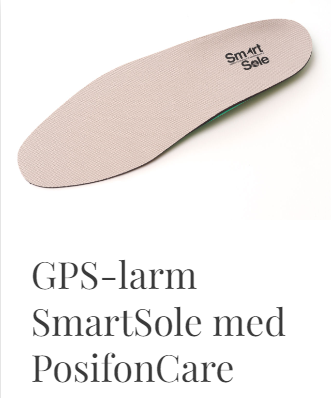 Smart
Sole
GPS-larm
SmartSole med
PosifonCare